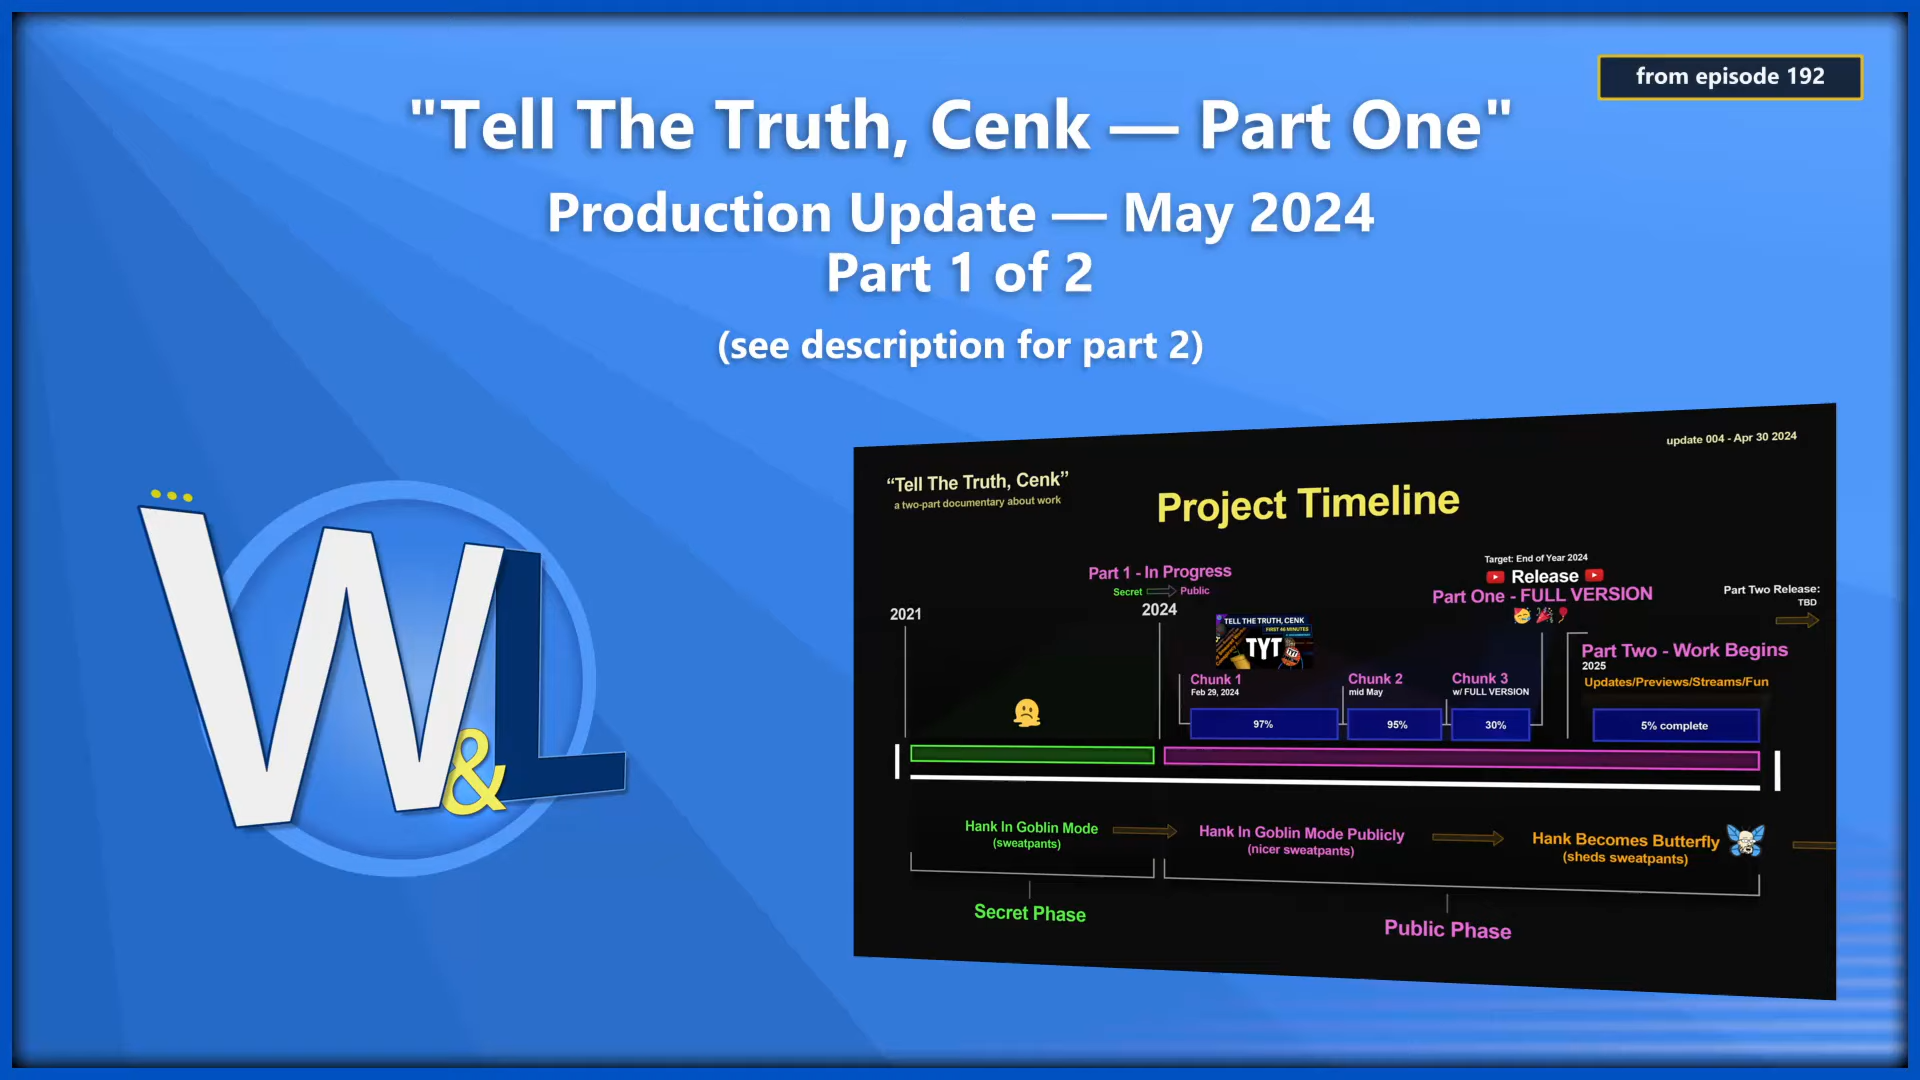 from episode 192
"Tell The Truth, Cenk — Part One"
Production Update — May 2024
Part 1 of 2
(see description for part 2)
W&L
update 004 - Apr 30 2024
“Tell The Truth, Cenk”
a two-part documentary about work
Project Timeline
Target: End of Year 2024
Release
Part One - FULL VERSION
Part 1 - In Progress
Secret Public
Part Two Release:
TBD
2021
2024
TELL THE TRUTH, CENK
FIRST 46 MINUTES
TYT
Part Two - Work Begins
2025
Updates/Previews/Streams/Fun
Chunk 1
Feb 29, 2024
Chunk 2
mid May
Chunk 3
w/ FULL VERSION
97%
95%
30%
5% complete
Hank In Goblin Mode
(sweatpants)
Hank In Goblin Mode Publicly
(nicer sweatpants)
Hank Becomes Butterfly
(sheds sweatpants)
Secret Phase
Public Phase